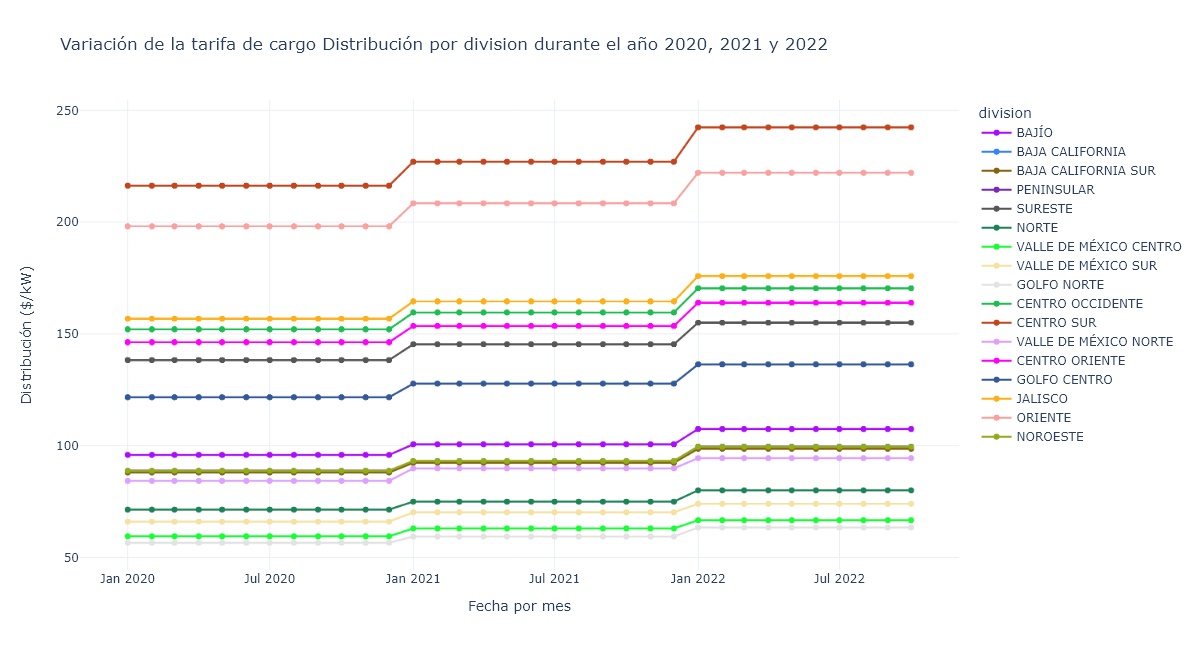 Variación de la tarifa de cargo Distribución por division durante el año 2020, 2021 y 2022
250
200
150
100
50
Distribución ($/kW)
Jan 2020
Jul 2020
Jan 2021
Jul 2021
Jan 2022
Jul 2022
Fecha por mes
division
BAJÍO
BAJA CALIFORNIA
BAJA CALIFORNIA SUR
PENINSULAR
SURESTE
NORTE
VALLE DE MÉXICO CENTRO
VALLE DE MÉXICO SUR
GOLFO NORTE
CENTRO OCCIDENTE
CENTRO SUR
VALLE DE MÉXICO NORTE
CENTRO ORIENTE
GOLFO CENTRO
JALISCO
ORIENTE
NOROESTE